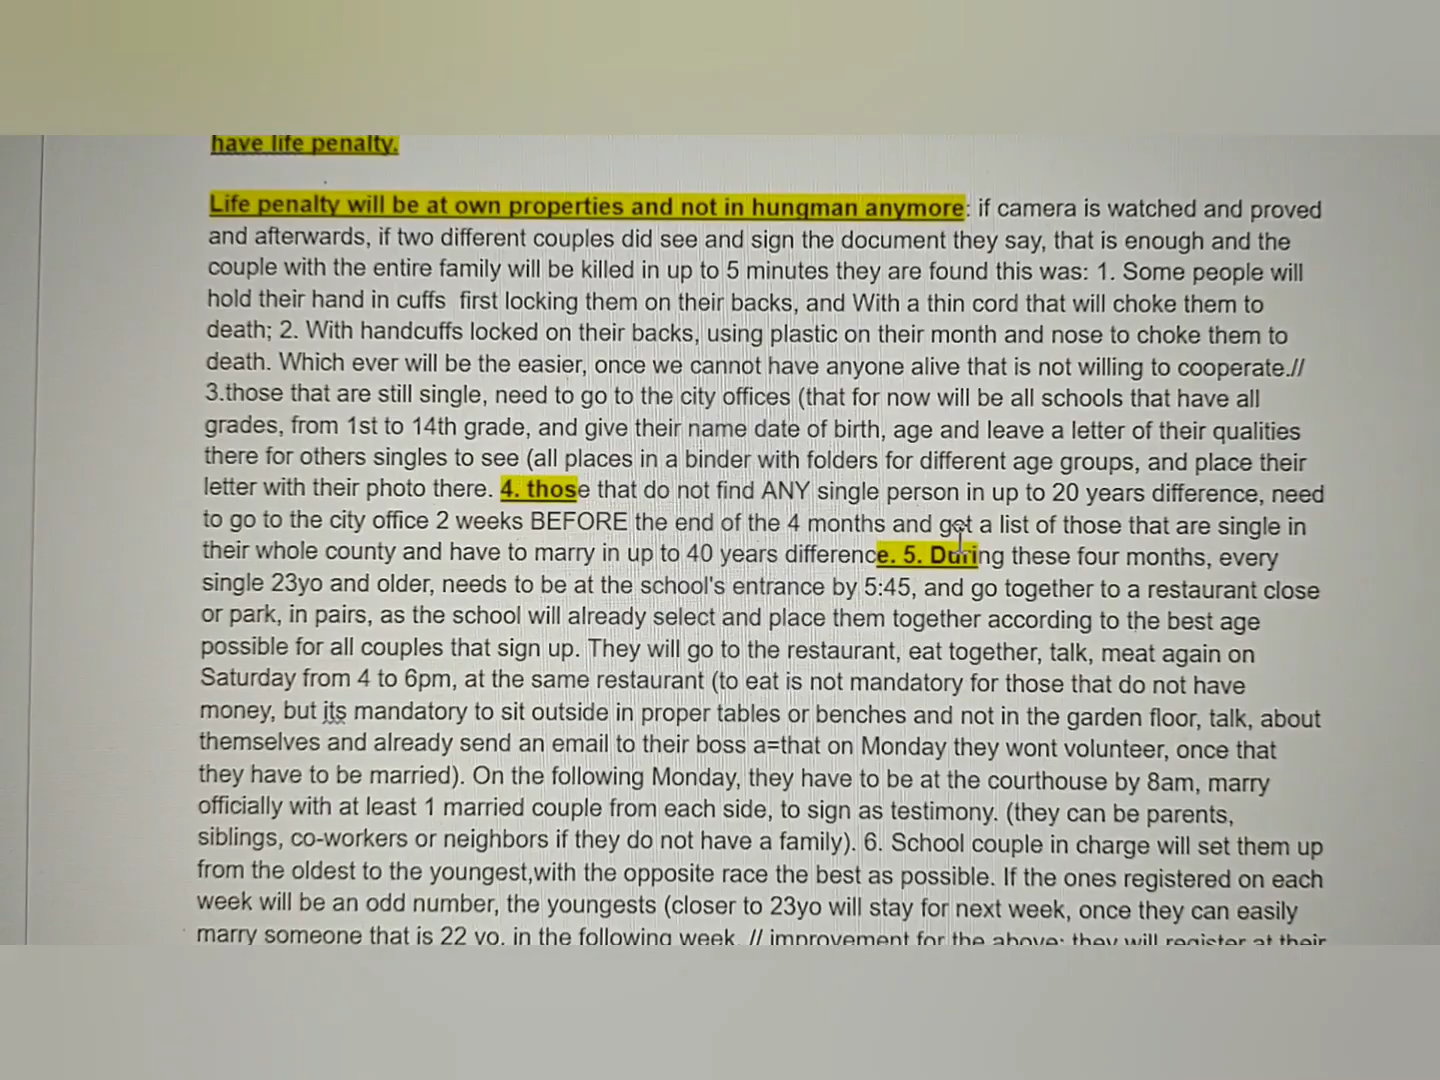 have life penalty.
Life penalty will be at own properties and not in hungman anymore: if camera is watched and proved
and afterwards, if two different couples did see and sign the document they say, that is enough and the
couple with the entire family will be killed in up to 5 minutes they are found this was: 1. Some people will
hold their hand in cuffs first locking them on their backs, and With a thin cord that will choke them to
death; 2. With handcuffs locked on their backs, using plastic on their month and nose to choke them to
death. Which ever will be the easier, once we cannot have anyone alive that is not willing to cooperate.//
3.those that are still single, need to go to the city offices (that for now will be all schools that have all
grades, from 1st to 14th grade, and give their name date of birth, age and leave a letter of their qualities
there for others singles to see (all places in a binder with folders for different age groups, and place their
letter with their photo there. 4. those that do not find ANY single person in up to 20 years difference, need
to go to the city office 2 weeks BEFORE the end of the 4 months and get a list of those that are single in
their whole county and have to marry in up to 40 years difference. 5. During these four months, every
single 23yo and older, needs to be at the school's entrance by 5:45, and go together to a restaurant close
or park, in pairs, as the school will already select and place them together according to the best age
possible for all couples that sign up. They will go to the restaurant, eat together, talk, meat again on
Saturday from 4 to 6pm, at the same restaurant (to eat is not mandatory for those that do not have
money, but its mandatory to sit outside in proper tables or benches and not in the garden floor, talk, about
themselves and already send an email to their boss a=that on Monday they wont volunteer, once that
they have to be married). On the following Monday, they have to be at the courthouse by 8am, marry
officially with at least 1 married couple from each side, to sign as testimony. (they can be parents,
siblings, co-workers or neighbors if they do not have a family). 6. School couple in charge will set them up
from the oldest to the youngest,with the opposite race the best as possible. If the ones registered on each
week will be an odd number, the youngests (closer to 23yo will stay for next week, once they can easily
marry someone that is 22 yo. in the following week. // improvement for the above: they will register at their